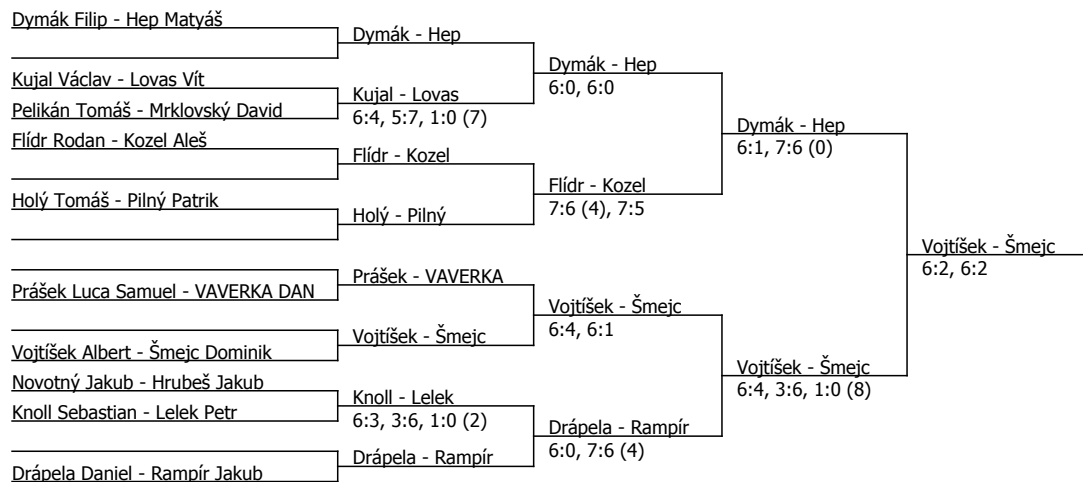 Dymák Filip - Hep Matyáš
Dymák - Hep
Dymák - Hep
6:0, 6:0
Kujal Václav - Lovas Vít
Kujal - Lovas
6:4, 5:7, 1:0 (7)
Pelikán Tomáš - Mrklovský David
Dymák - Hep
6:1, 7:6 (0)
Flídr Rodan - Kozel Aleš
Flídr - Kozel
Flídr - Kozel
7:6 (4), 7:5
Holý Tomáš - Pilný Patrik
Holý - Pilný
Vojtíšek - Šmejc
6:2, 6:2
Prášek - VAVERKA
Prášek Luca Samuel - VAVERKA DAN
Vojtíšek - Šmejc
6:4, 6:1
Vojtíšek - Šmejc
Vojtíšek Albert - Šmejc Dominik
Vojtíšek - Šmejc
6:4, 3:6, 1:0 (8)
Novotný Jakub - Hrubeš Jakub
Knoll - Lelek
6:3, 3:6, 1:0 (2)
Knoll Sebastian - Lelek Petr
Drápela - Rampír
6:0, 7:6 (4)
Drápela - Rampír
Drápela Daniel - Rampír Jakub